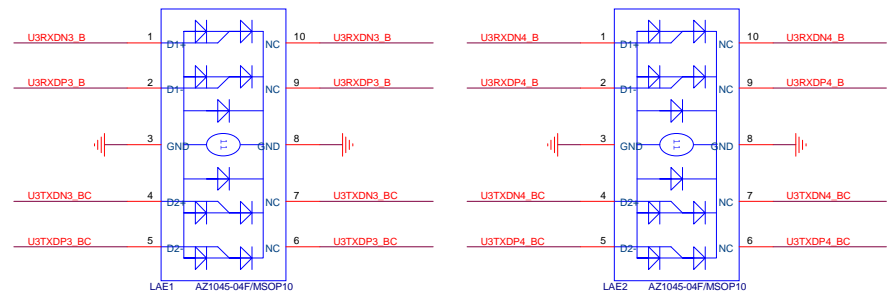 U3RXDN3_B 1 D1+ NC 10 U3RXDN3_B
U3RXDP3_B 2 D1- NC 9 U3RXDP3_B
3 GND GND 8
U3TXDN3_BC 4 D2+ NC 7 U3TXDN3_BC
U3TXDP3_BC 5 D2- NC 6 U3TXDP3_BC
LAE1 AZ1045-04F/MSOP10
U3RXDN4_B 1 D1+ NC 10 U3RXDN4_B
U3RXDP4_B 2 D1- NC 9 U3RXDP4_B
3 GND GND 8
U3TXDN4_BC 4 D2+ NC 7 U3TXDN4_BC
U3TXDP4_BC 5 D2- NC 6 U3TXDP4_BC
LAE2 AZ1045-04F/MSOP10